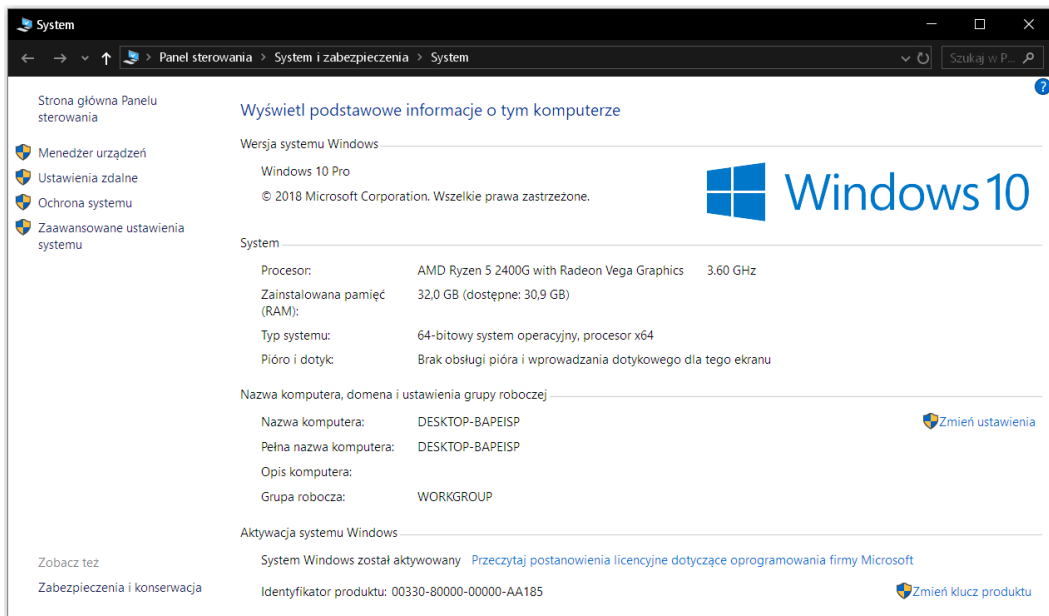 System
Panel sterowania > System i zabezpieczenia > System
Szukaj w P...
Strona główna Panelu
sterowania
Menedżer urządzeń
Ustawienia zdalne
Ochrona systemu
Zaawansowane ustawienia
systemu
Zobacz też
Zabezpieczenia i konserwacja
?
Wyświetl podstawowe informacje o tym komputerze
Wersja systemu Windows
Windows 10 Pro
© 2018 Microsoft Corporation. Wszelkie prawa zastrzeżone.
Windows 10
System
Procesor: AMD Ryzen 5 2400G with Radeon Vega Graphics 3.60 GHz
Zainstalowana pamięć 32,0 GB (dostępne: 30,9 GB)
(RAM):
Typ systemu: 64-bitowy system operacyjny, procesor x64
Pióro i dotyk: Brak obsługi pióra i wprowadzania dotykowego dla tego ekranu
Nazwa komputera, domena i ustawienia grupy roboczej
Nazwa komputera: DESKTOP-BAPEISP Zmień ustawienia
Pełna nazwa komputera: DESKTOP-BAPEISP
Opis komputera:
Grupa robocza: WORKGROUP
Aktywacja systemu Windows
System Windows został aktywowany Przeczytaj postanowienia licencyjne dotyczące oprogramowania firmy Microsoft
Identyfikator produktu: 00330-80000-00000-AA185 Zmień klucz produktu